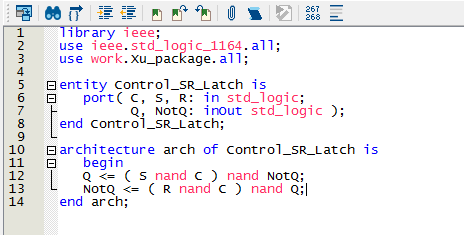 267
268
1 library ieee;
2 use ieee.std_logic_1164.all;
3 use work.Xu_package.all;
4
5 entity Control_SR_Latch is
6 port( C, S, R: in std_logic;
7 Q, NotQ: inOut std_logic );
8 end Control_SR_Latch;
9
10 architecture arch of Control_SR_Latch is
11 begin
12 Q <= ( S nand C ) nand NotQ;
13 NotQ <= ( R nand C ) nand Q;
14 end arch;